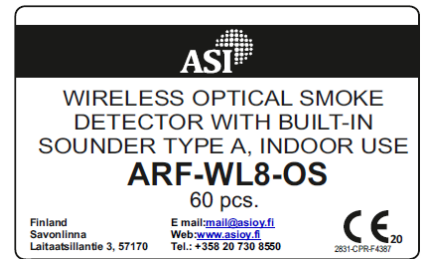 ASI
WIRELESS OPTICAL SMOKE
DETECTOR WITH BUILT-IN
SOUNDER TYPE A, INDOOR USE
ARF-WL8-OS
60 pcs.
Finland
Savonlinna
Laitaatsillantie 3, 57170
E mail:mail@asioy.fi
Web:www.asioy.fi
Tel.: +358 20 730 8550
CE 20
2831-CPR-F4387